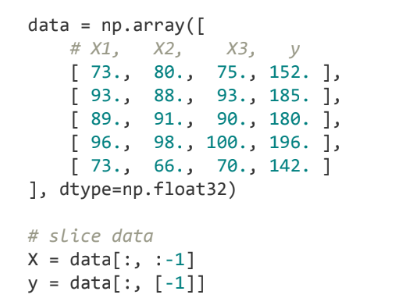 data = np.array([
    # X1,   X2,    X3,   y
    [ 73.,  80.,  75., 152. ],
    [ 93.,  88.,  93., 185. ],
    [ 89.,  91.,  90., 180. ],
    [ 96.,  98., 100., 196. ],
    [ 73.,  66.,  70., 142. ]
], dtype=np.float32)

# slice data
X = data[:, :-1]
y = data[:, [-1]]